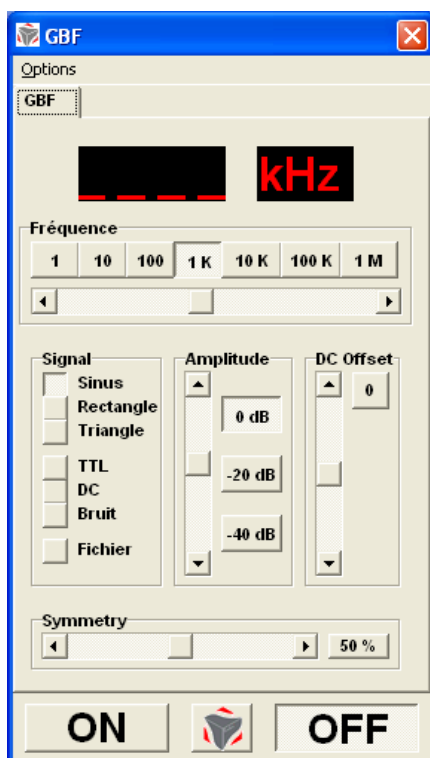 GBF
Options
GBF
_ _ _ _ kHz
Fréquence
1 10 100 1 K 10 K 100 K 1 M
Signal
Sinus
Rectangle
Triangle
TTL
DC
Bruit
Fichier
Amplitude
0 dB
-20 dB
-40 dB
DC Offset
0
Symmetry
50 %
ON OFF